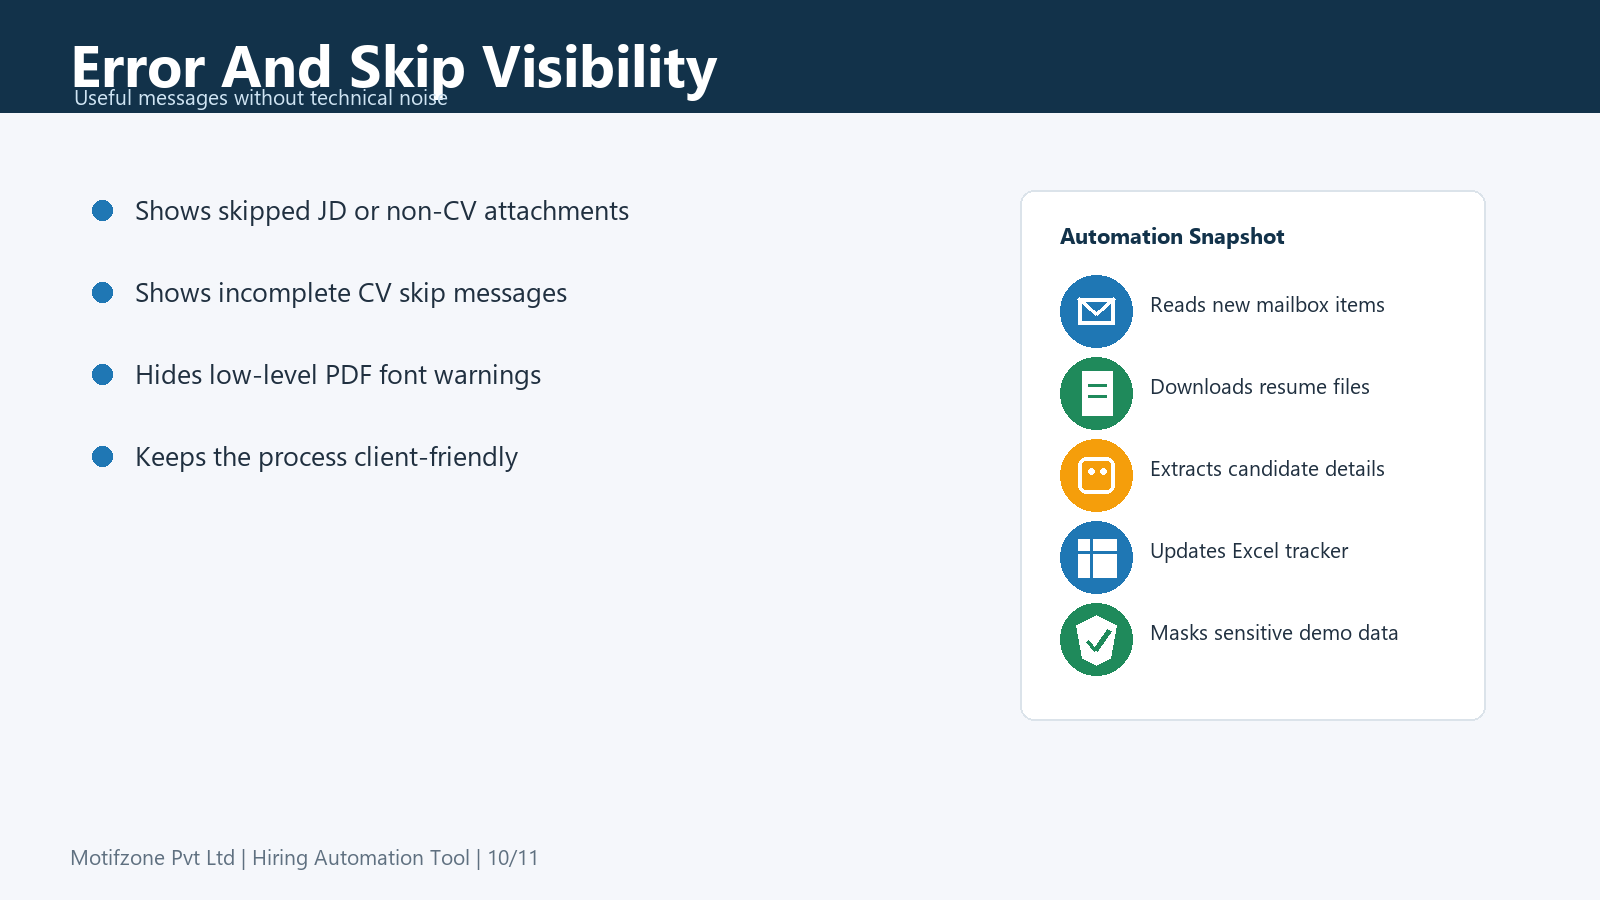 Error And Skip Visibility
Useful messages without technical noise
Shows skipped JD or non-CV attachments
Shows incomplete CV skip messages
Hides low-level PDF font warnings
Keeps the process client-friendly
Automation Snapshot
Reads new mailbox items
Downloads resume files
Extracts candidate details
Updates Excel tracker
Masks sensitive demo data
Motifzone Pvt Ltd | Hiring Automation Tool | 10/11